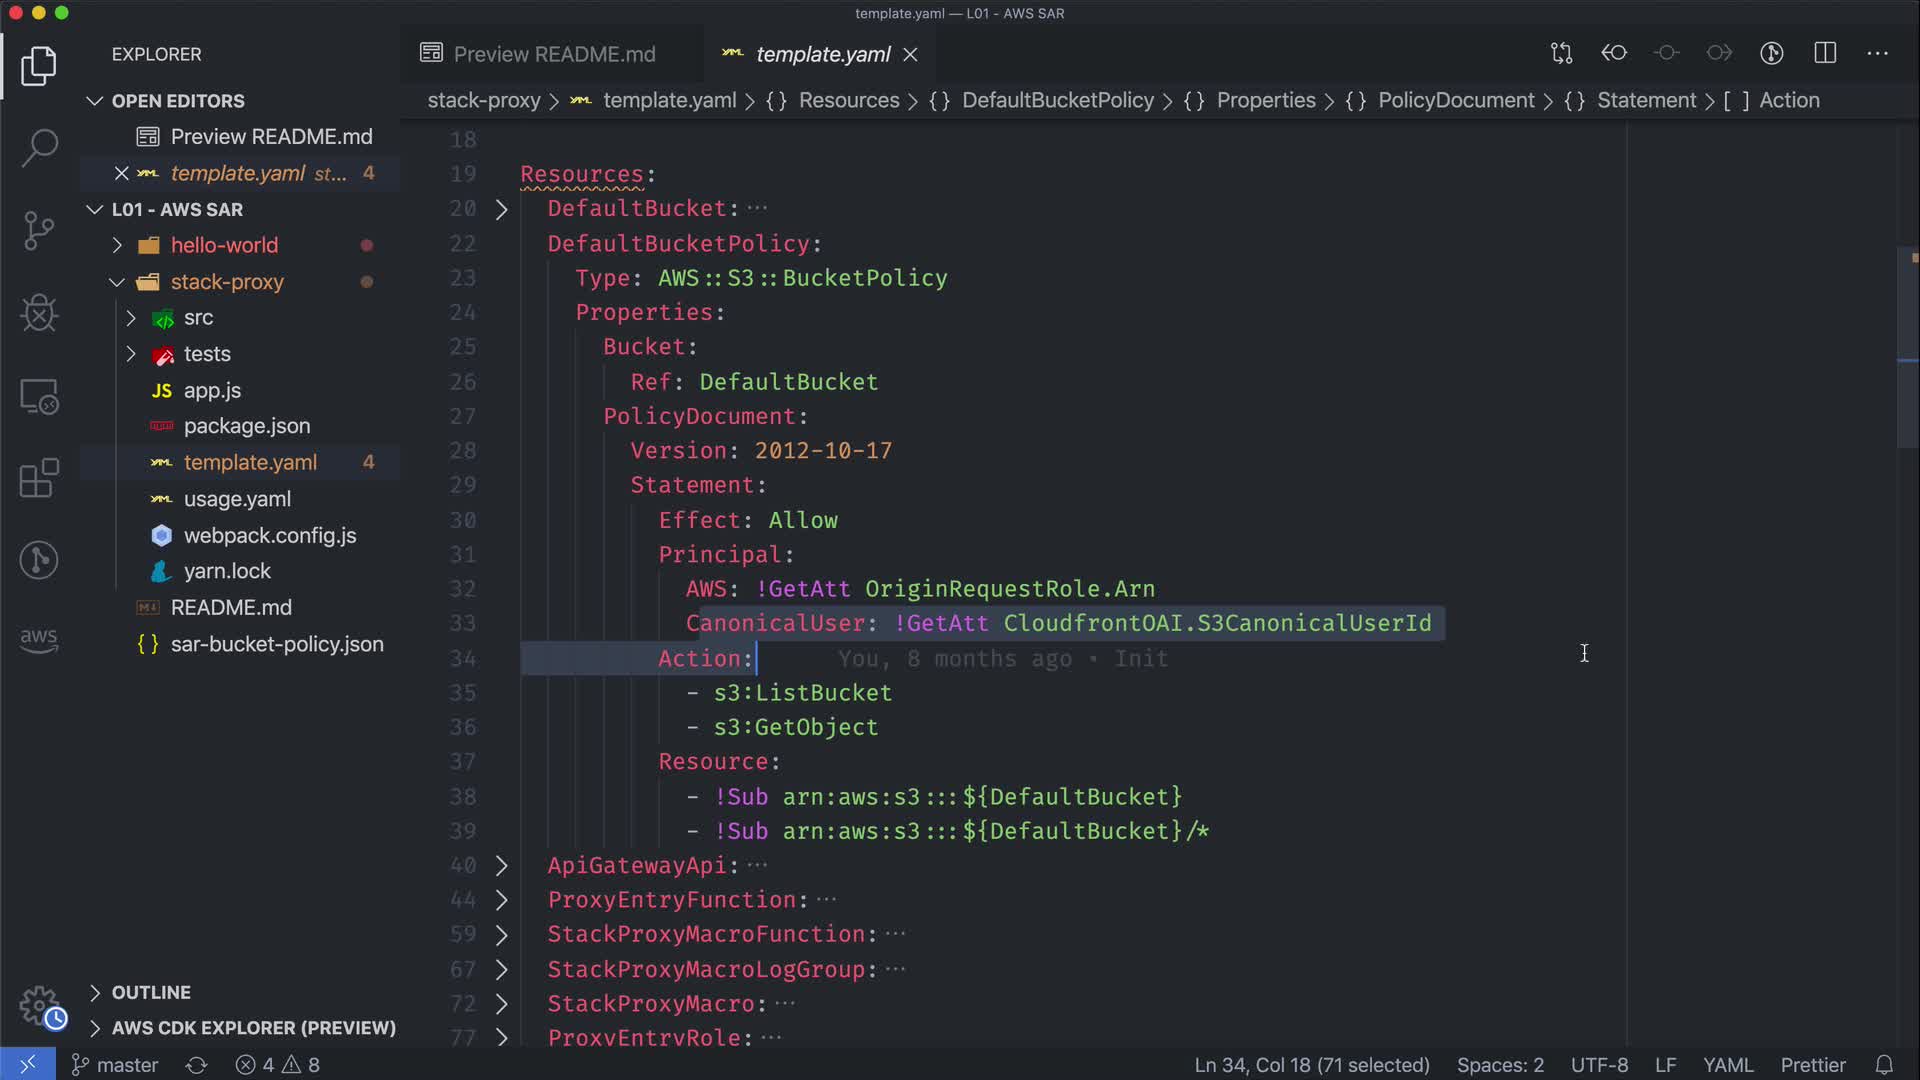 template.yaml — L01 - AWS SAR
EXPLORER
OPEN EDITORS
Preview README.md
template.yaml st... 4
L01 - AWS SAR
hello-world
stack-proxy
src
tests
JS app.js
package.json
YAML template.yaml 4
YAML usage.yaml
webpack.config.js
yarn.lock
M↓ README.md
{ } sar-bucket-policy.json
aws
OUTLINE
AWS CDK EXPLORER (PREVIEW)
Preview README.md
YAML template.yaml
stack-proxy > YAML template.yaml > {} Resources > {} DefaultBucketPolicy > {} Properties > {} PolicyDocument > {} Statement > [ ] Action
18
19 Resources:
20 DefaultBucket: ···
22 DefaultBucketPolicy:
23 Type: AWS::S3::BucketPolicy
24 Properties:
25 Bucket:
26 Ref: DefaultBucket
27 PolicyDocument:
28 Version: 2012-10-17
29 Statement:
30 Effect: Allow
31 Principal:
32 AWS: !GetAtt OriginRequestRole.Arn
33 CanonicalUser: !GetAtt CloudfrontOAI.S3CanonicalUserId
34 Action: You, 8 months ago • Init
35 - s3:ListBucket
36 - s3:GetObject
37 Resource:
38 - !Sub arn:aws:s3:::${DefaultBucket}
39 - !Sub arn:aws:s3:::${DefaultBucket}/*
40 ApiGatewayApi: ···
44 ProxyEntryFunction: ···
59 StackProxyMacroFunction: ···
67 StackProxyMacroLogGroup: ···
72 StackProxyMacro: ···
77 ProxyEntryRole: ···
master 4 8 Ln 34, Col 18 (71 selected) Spaces: 2 UTF-8 LF YAML Prettier